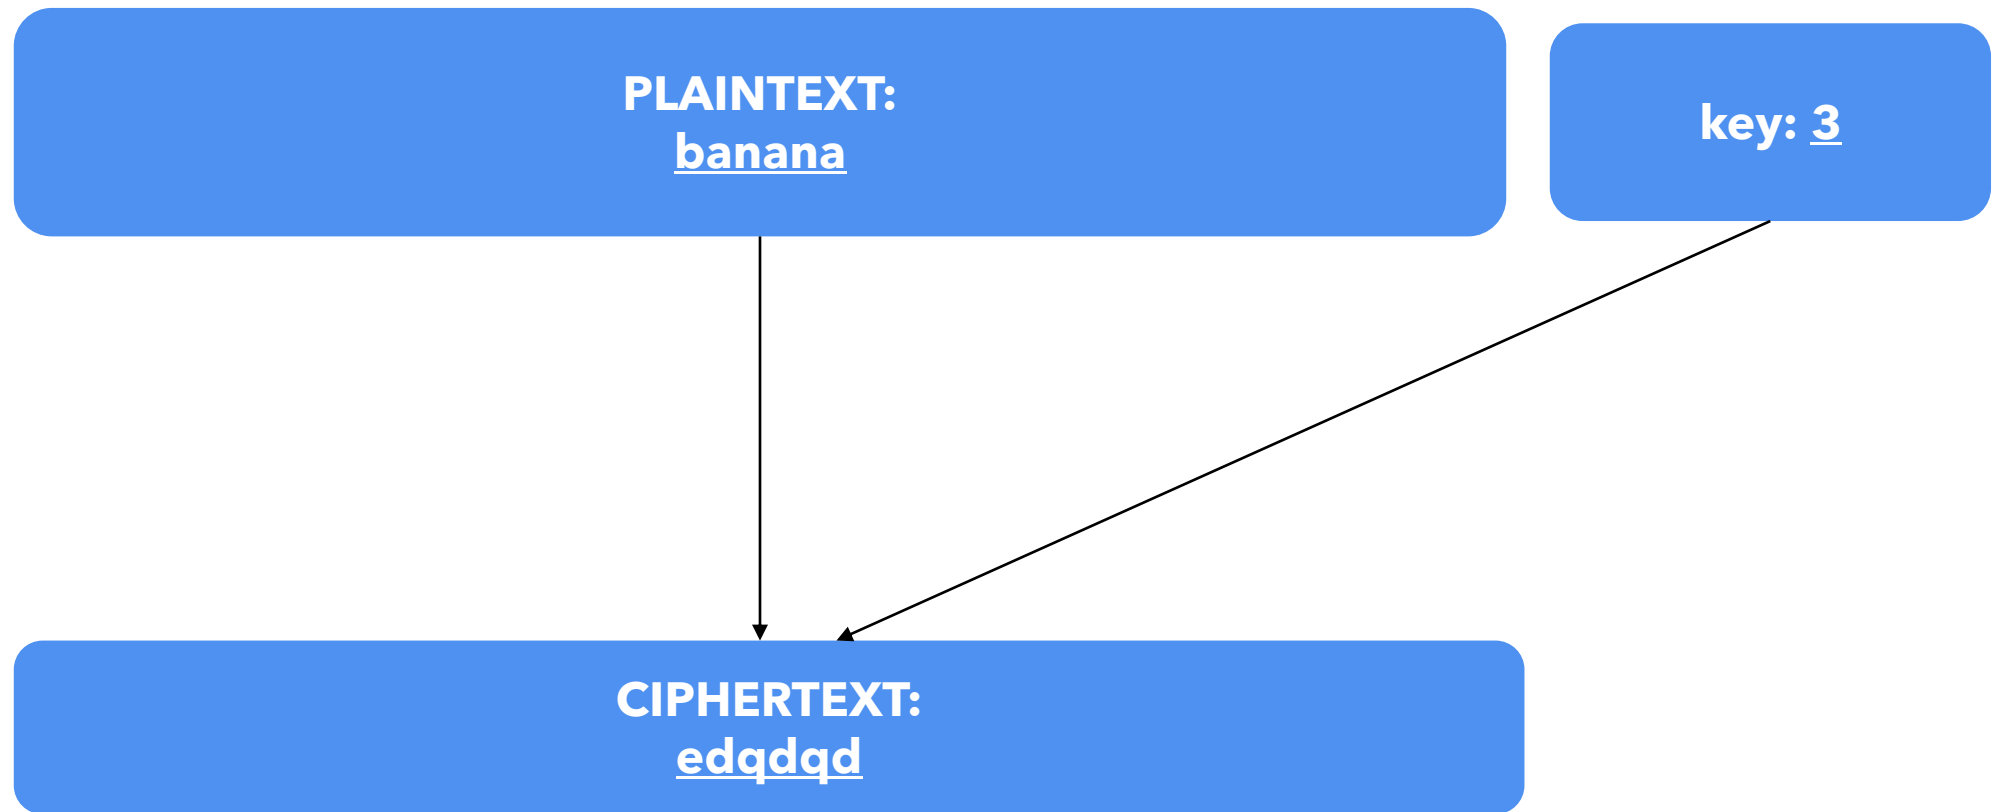 PLAINTEXT:
banana
key: 3
CIPHERTEXT:
edqdqd